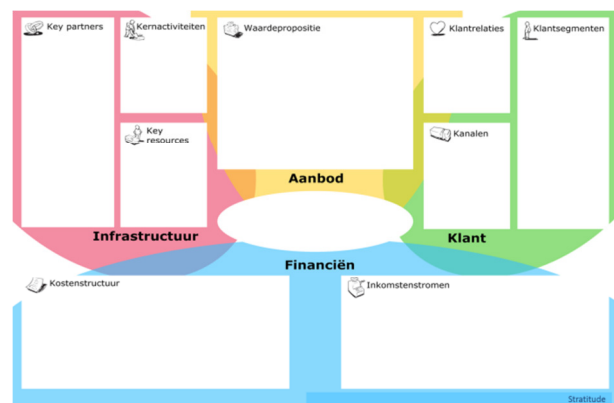 Key partners
Kernactiviteiten
Waardepropositie
Klantrelaties
Klantsegmenten
Key
resources
Kanalen
Aanbod
Infrastructuur
Klant
Financiën
Kostenstructuur
Inkomstenstromen
Stratitude